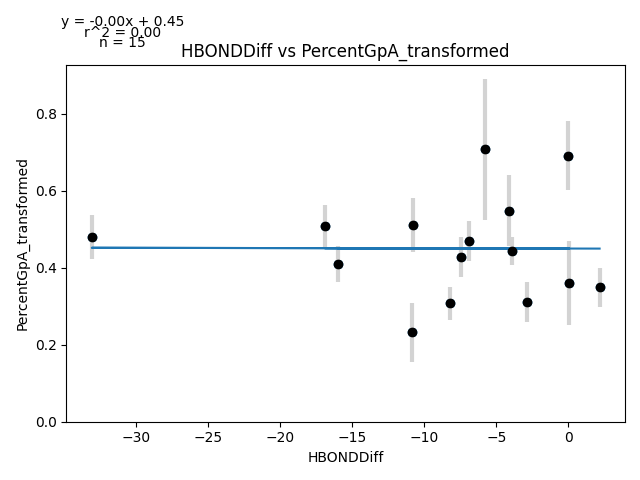 y = -0.00x + 0.45
r^2 = 0.00
n = 15
HBONDDiff vs PercentGpA_transformed
PercentGpA_transformed
0.8
0.6
0.4
0.2
0.0
−30
−25
−20
−15
−10
−5
0
HBONDDiff